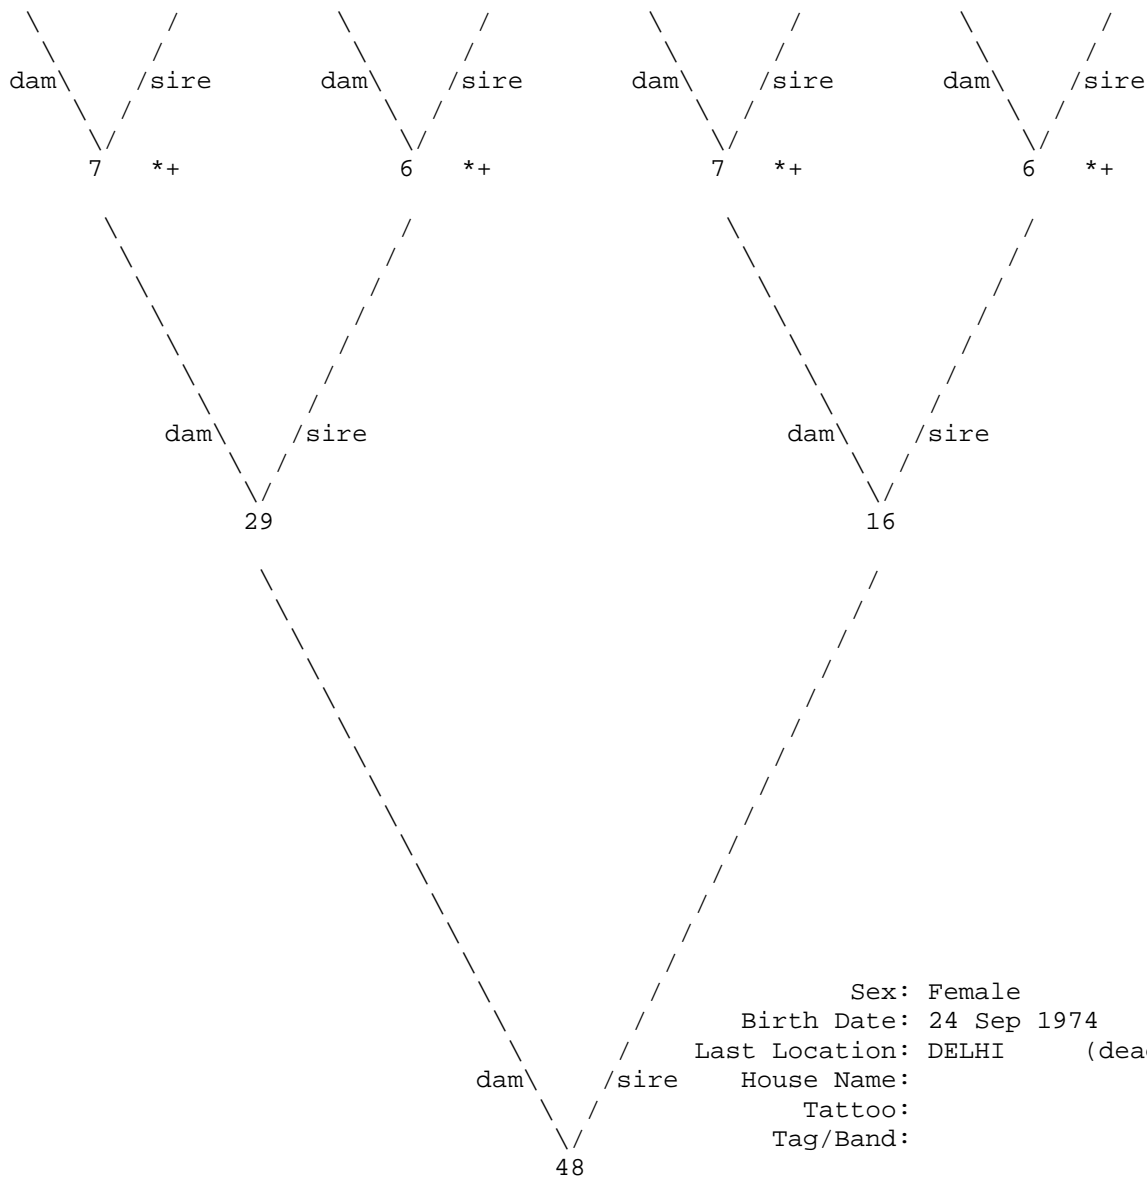 dam sire dam sire dam sire dam sire
7 *+ 6 *+ 7 *+ 6 *+
dam sire dam sire
29 16
Sex: Female
Birth Date: 24 Sep 1974
Last Location: DELHI (dea
dam sire House Name:
Tattoo:
Tag/Band:
48